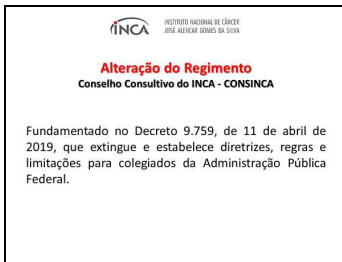 INCA
INSTITUTO NACIONAL DE CÂNCER
JOSÉ ALENCAR GOMES DA SILVA
Alteração do Regimento
Conselho Consultivo do INCA - CONSINCA
Fundamentado no Decreto 9.759, de 11 de abril de
2019, que extingue e estabelece diretrizes, regras e
limitações para colegiados da Administração Pública
Federal.